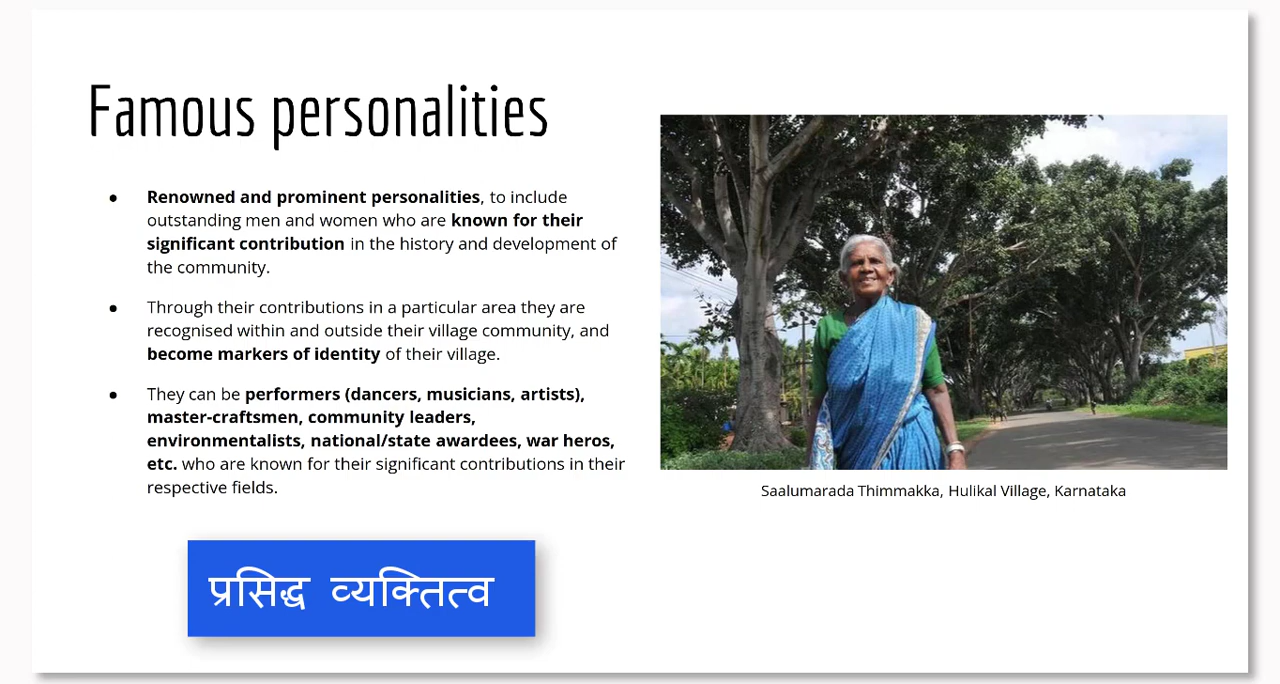 Famous personalities
● Renowned and prominent personalities, to include
outstanding men and women who are known for their
significant contribution in the history and development of
the community.
● Through their contributions in a particular area they are
recognised within and outside their village community, and
become markers of identity of their village.
● They can be performers (dancers, musicians, artists),
master-craftsmen, community leaders,
environmentalists, national/state awardees, war heros,
etc. who are known for their significant contributions in their
respective fields.
प्रसिद्ध व्यक्तित्व
Saalumarada Thimmakka, Hulikal Village, Karnataka